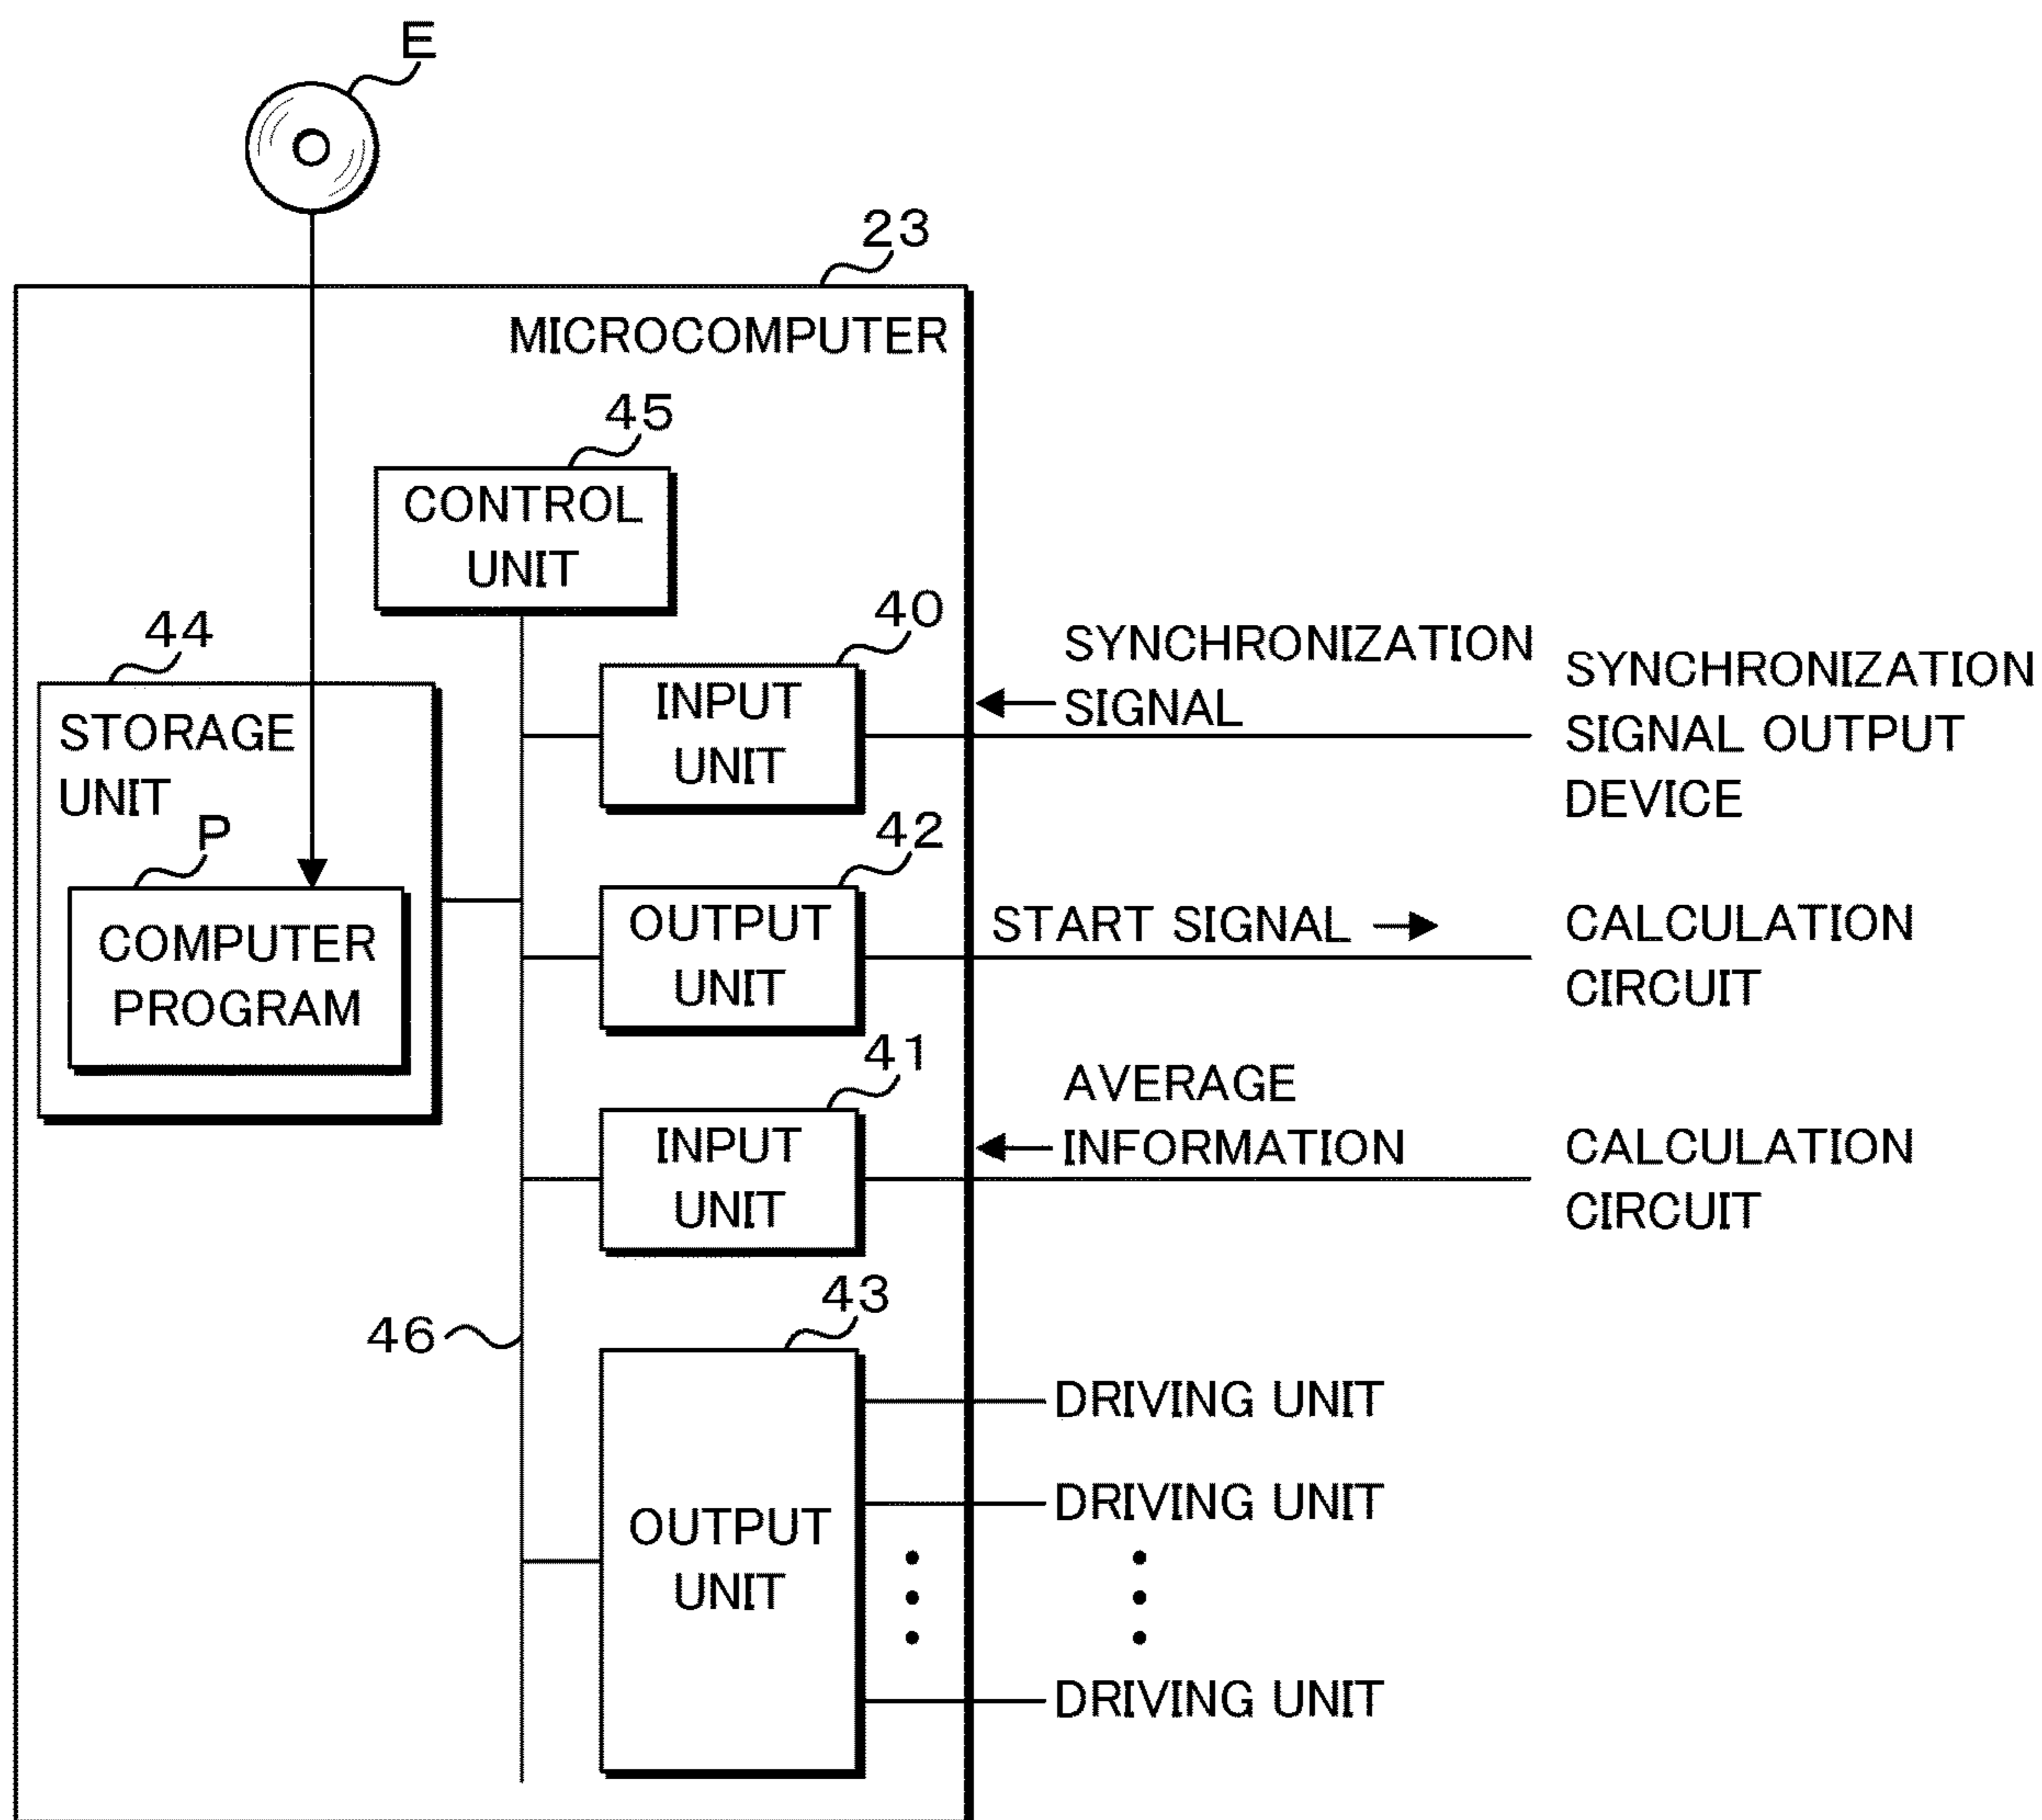 E
23
MICROCOMPUTER
45
CONTROL
UNIT
44
STORAGE
UNIT
P
COMPUTER
PROGRAM
40
INPUT
UNIT
SYNCHRONIZATION
SIGNAL
SYNCHRONIZATION
SIGNAL OUTPUT
DEVICE
42
OUTPUT
UNIT
START SIGNAL
CALCULATION
CIRCUIT
41
INPUT
UNIT
AVERAGE
INFORMATION
CALCULATION
CIRCUIT
46
43
OUTPUT
UNIT
DRIVING UNIT
DRIVING UNIT
DRIVING UNIT